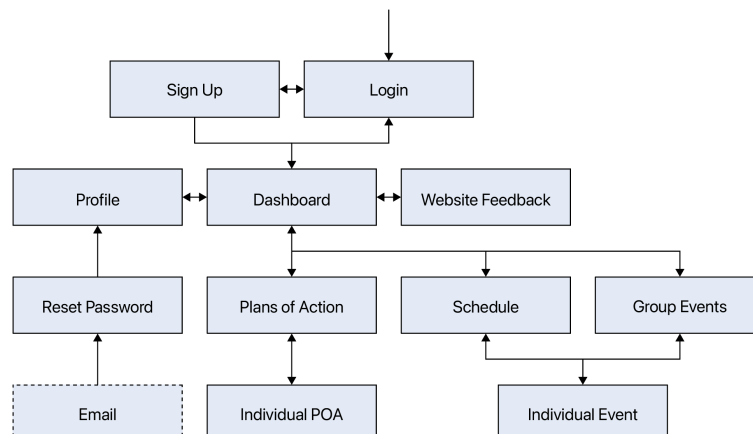 Sign Up
Login
Profile
Dashboard
Website Feedback
Reset Password
Plans of Action
Schedule
Group Events
Email
Individual POA
Individual Event